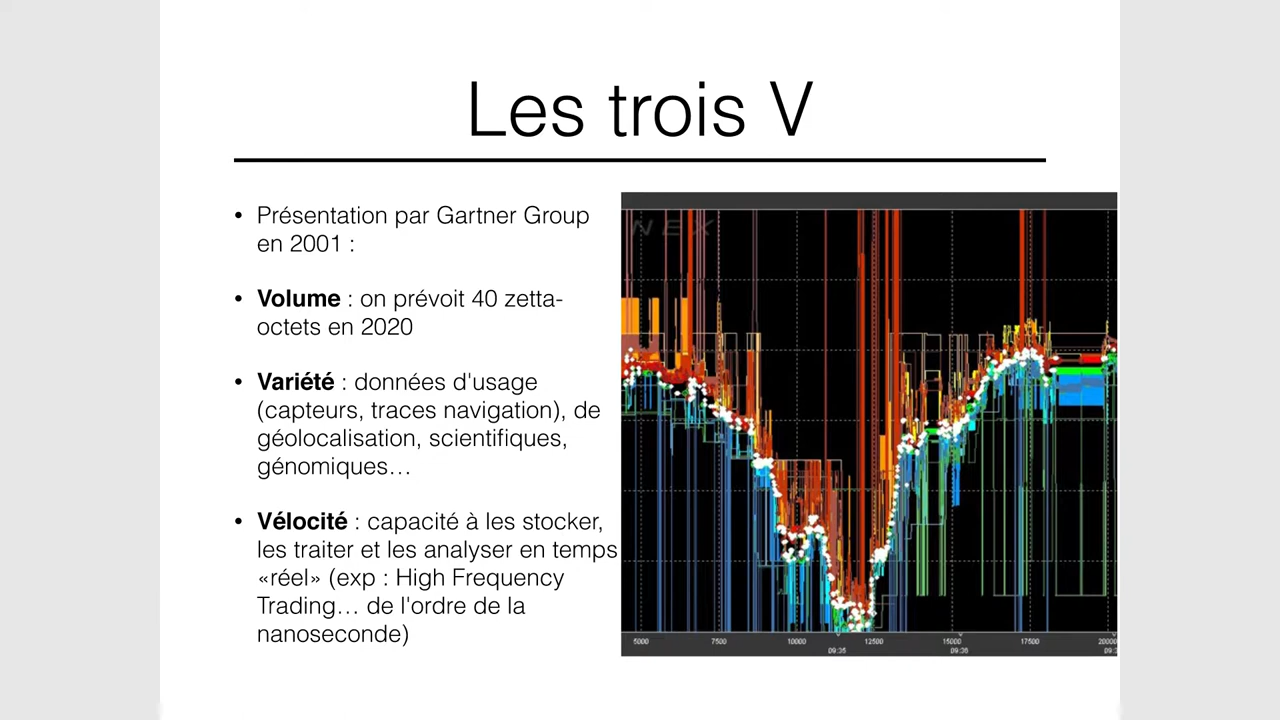 Les trois V
• Présentation par Gartner Group
en 2001 :
• Volume : on prévoit 40 zetta-
octets en 2020
• Variété : données d'usage
(capteurs, traces navigation), de
géolocalisation, scientifiques,
génomiques…
• Vélocité : capacité à les stocker,
les traiter et les analyser en temps
«réel» (exp : High Frequency
Trading… de l'ordre de la
nanoseconde)
NEX
5000 7500 10000 12500 15000 17500 20000